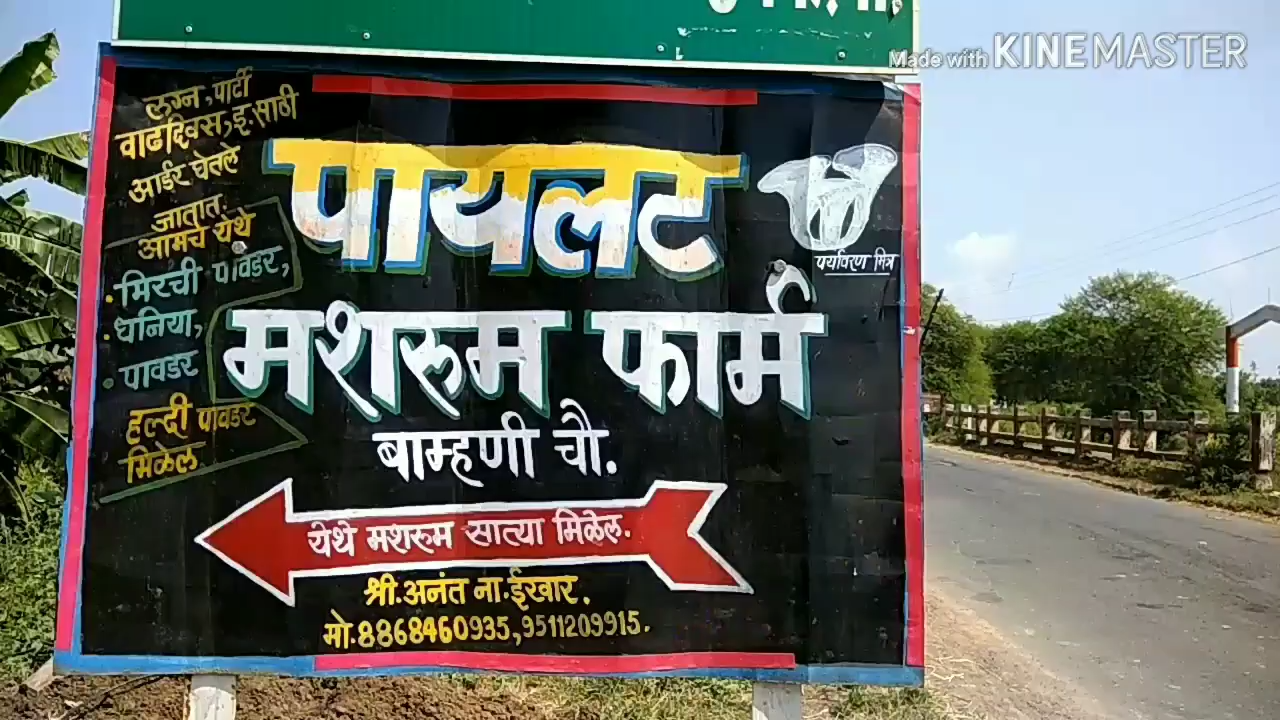 Made with KINEMASTER
लग्न, पार्टी
वाढदिवस, इ. साठी
आर्डर घेतले
जातात.
आमचे येथे
• मिरची पावडर,
• धनिया,
• पावडर
हल्दी पावडर
मिळेल
पायलट
पर्यावरण मित्र
मशरूम फार्म
बाम्हणी चौ.
येथे मशरूम सात्या मिळेल.
श्री. अनंत ना. ईखार.
मो. 8868460935, 9511209915.